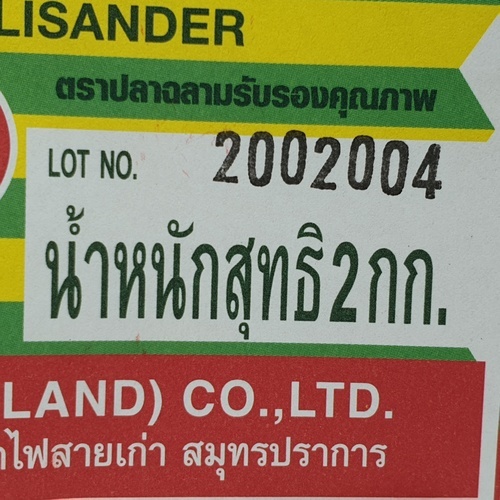 LISANDER
ตราปลาฉลามรับรองคุณภาพ
LOT NO. 2002004
น้ำหนักสุทธิ2กก.
LAND) CO.,LTD.
ไฟสายเก่า สมุทรปราการ